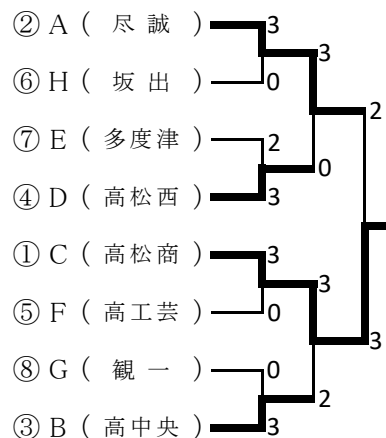 ② A ( 尽 誠 ) 3
3
⑥ H ( 坂 出 ) 0
2
⑦ E ( 多度津 ) 2
0
④ D ( 高松西 ) 3
① C ( 高松商 ) 3
3
⑤ F ( 高工芸 ) 0
3
⑧ G ( 観 一 ) 0
2
③ B ( 高中央 ) 3